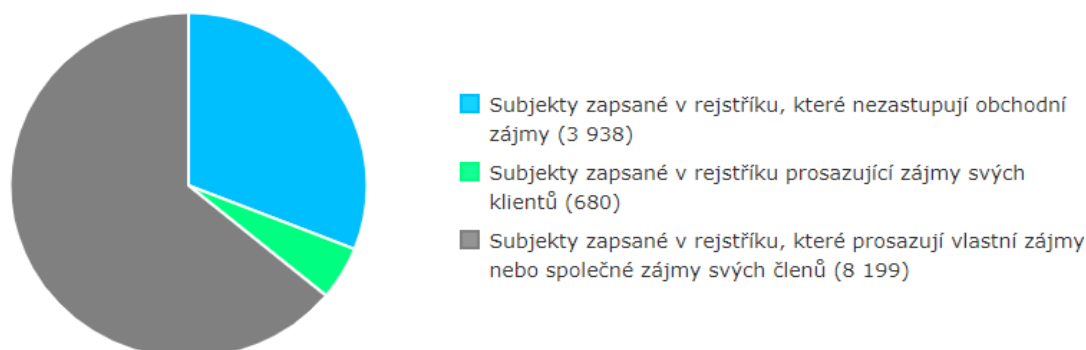 Subjekty zapsané v rejstříku, které nezastupují obchodní
zájmy (3 938)
Subjekty zapsané v rejstříku prosazující zájmy svých
klientů (680)
Subjekty zapsané v rejstříku, které prosazují vlastní zájmy
nebo společné zájmy svých členů (8 199)